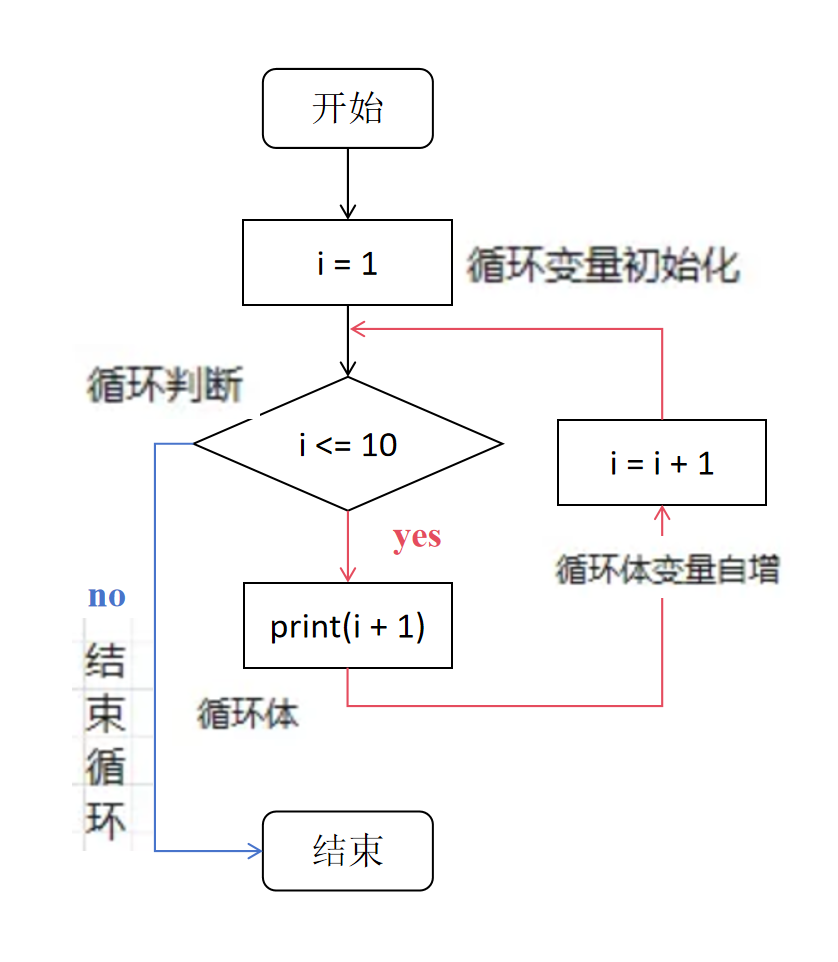 开始
i = 1
循环变量初始化
循环判断
i <= 10
i = i + 1
yes
循环体变量自增
no
print(i + 1)
结
束
循
环
循环体
结束